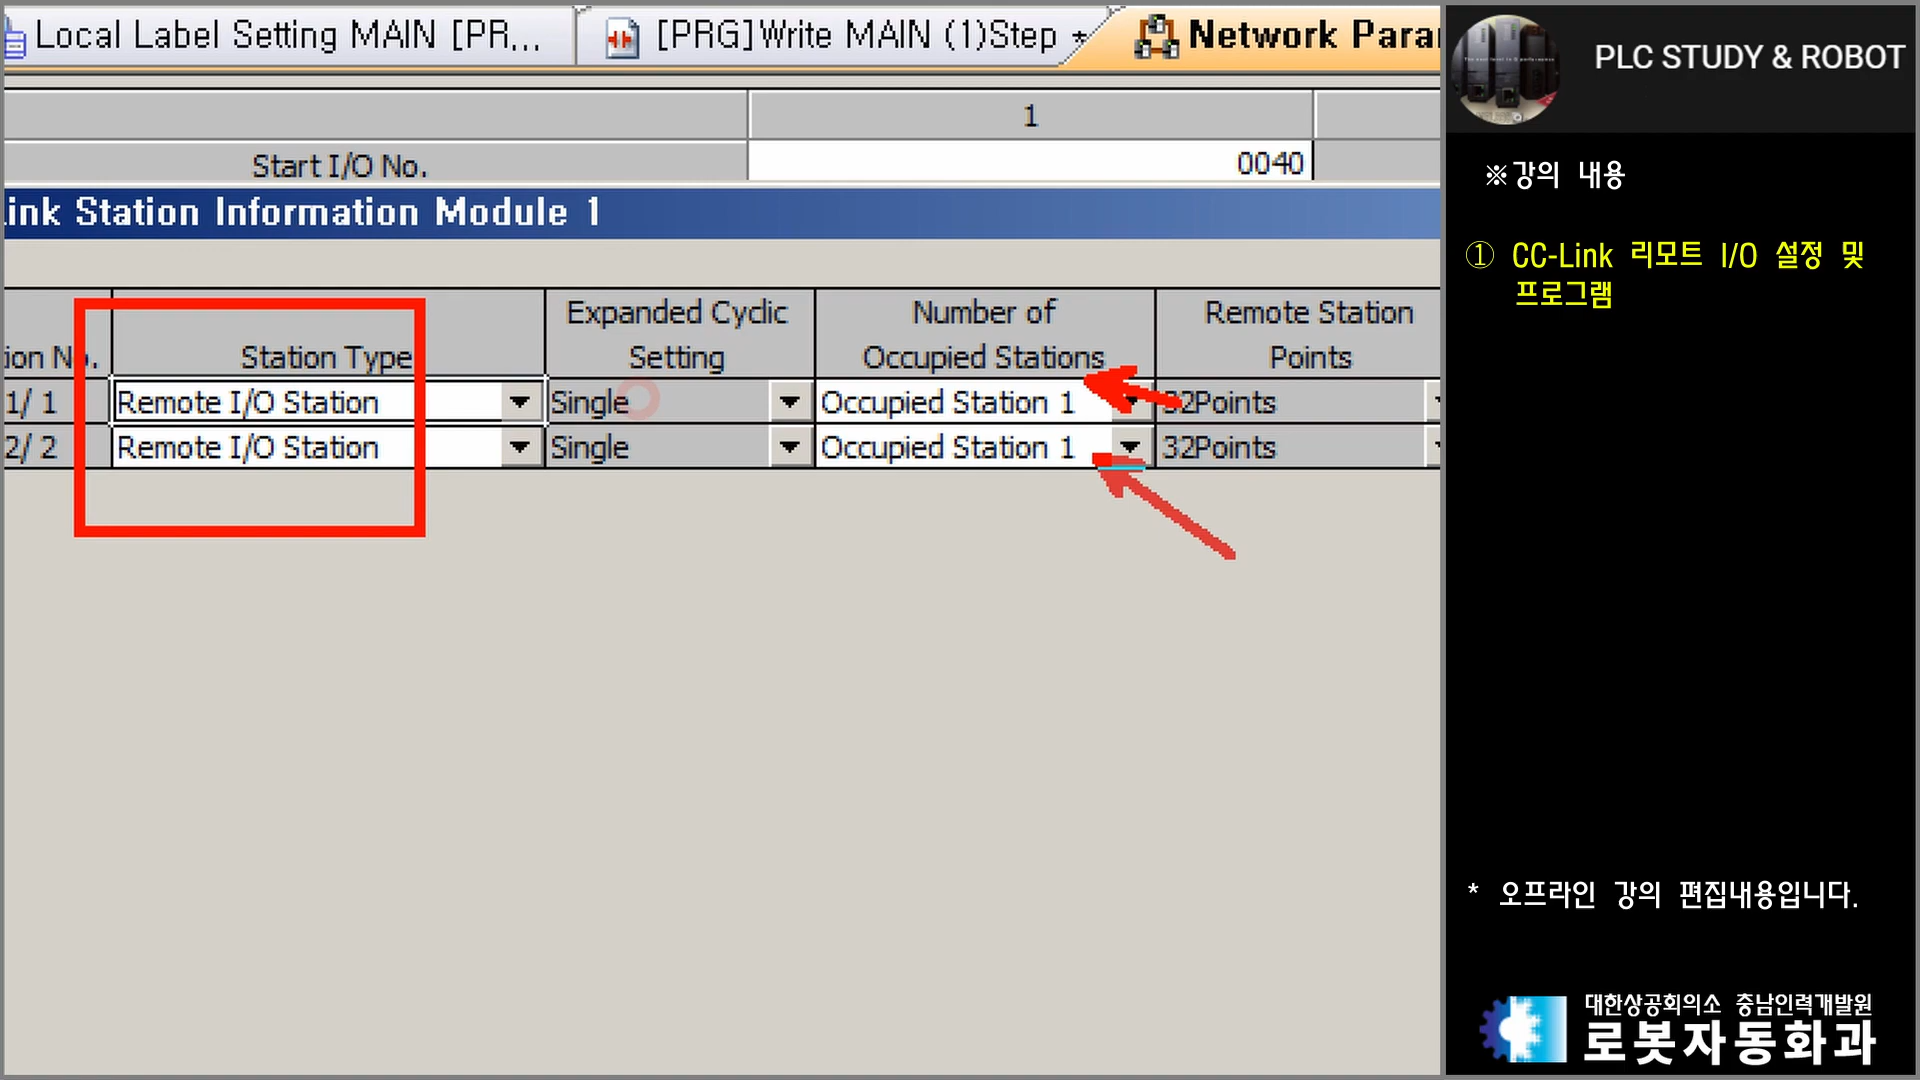 Local Label Setting MAIN [PR...
[PRG]Write MAIN (1)Step *
Network Para
1
Start I/O No.
0040
ink Station Information Module 1
ion No.
Station Type
Expanded Cyclic
Setting
Number of
Occupied Stations
Remote Station
Points
1/ 1
Remote I/O Station
Single
Occupied Station 1
32Points
2/ 2
Remote I/O Station
Single
Occupied Station 1
32Points
PLC STUDY & ROBOT
※강의 내용
① CC-Link 리모트 I/O 설정 및
프로그램
* 오프라인 강의 편집내용입니다.
대한상공회의소 충남인력개발원
로봇자동화과